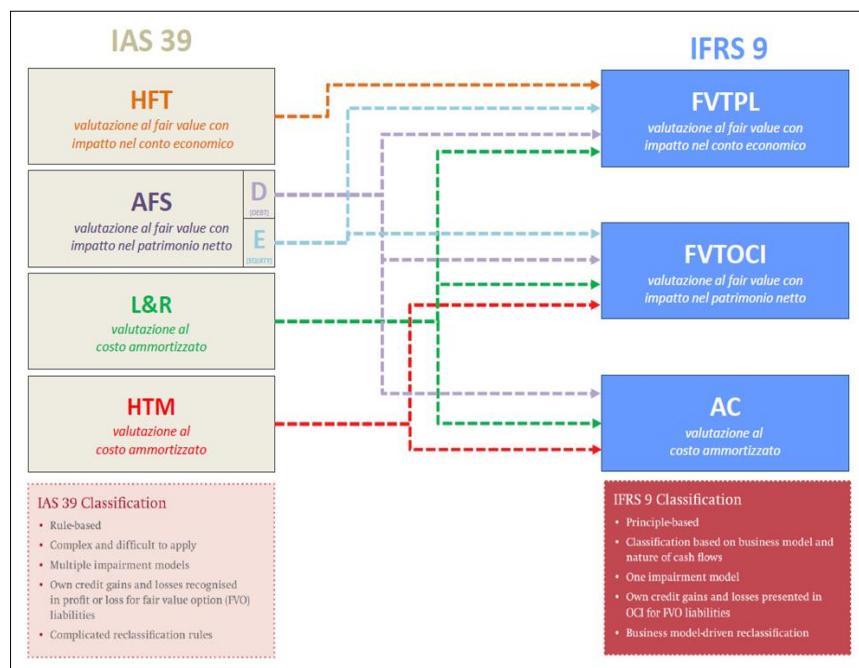 IAS 39
IFRS 9
HFT
valutazione al fair value con
impatto nel conto economico
AFS
valutazione al fair value con
impatto nel patrimonio netto
D
[DEBT]
E
[EQUITY]
L&R
valutazione al
costo ammortizzato
HTM
valutazione al
costo ammortizzato
FVTPL
valutazione al fair value con
impatto nel conto economico
FVTOCI
valutazione al fair value con
impatto nel patrimonio netto
AC
valutazione al
costo ammortizzato
IAS 39 Classification
• Rule-based
• Complex and difficult to apply
• Multiple impairment models
• Own credit gains and losses recognised
in profit or loss for fair value option (FVO)
liabilities
• Complicated reclassification rules
IFRS 9 Classification
• Principle-based
• Classification based on business model and
nature of cash flows
• One impairment model
• Own credit gains and losses presented in
OCI for FVO liabilities
• Business model-driven reclassification